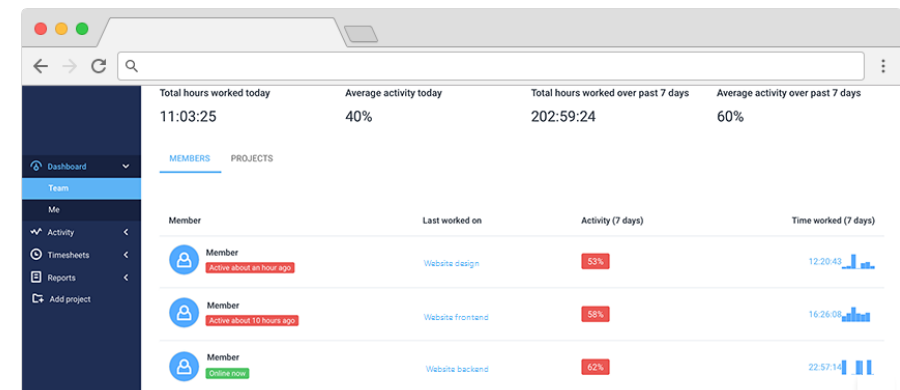 Total hours worked today
Average activity today
Total hours worked over past 7 days
Average activity over past 7 days
11:03:25
40%
202:59:24
60%
Dashboard
Team
Me
Activity
Timesheets
Reports
Add project
MEMBERS
PROJECTS
Member
Last worked on
Activity (7 days)
Time worked (7 days)
Member
Active about an hour ago
Website design
53%
12:20:43
Member
Active about 10 hours ago
Website frontend
58%
16:26:08
Member
Online now
Website backend
62%
22:57:14